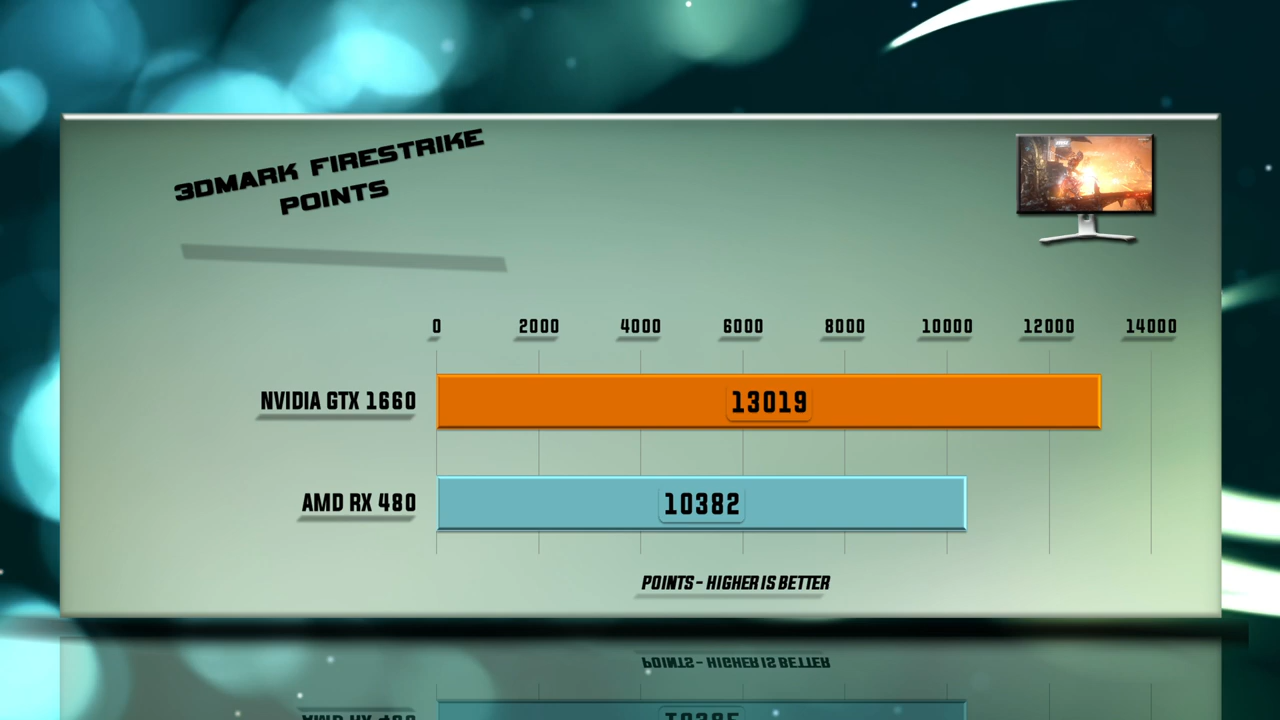 3DMARK FIRESTRIKE
POINTS
0 2000 4000 6000 8000 10000 12000 14000
NVIDIA GTX 1660 13019
AMD RX 480 10382
POINTS - HIGHER IS BETTER